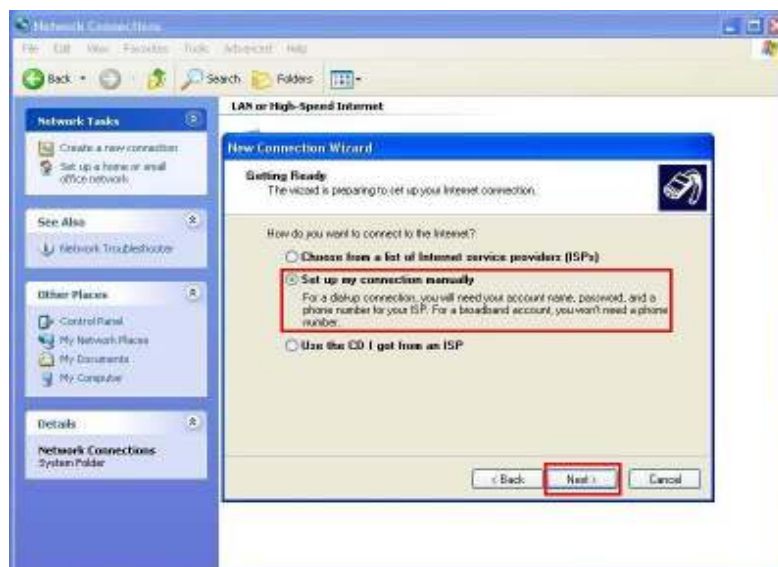 Network Connections
File Edit View Favorites Tools Advanced Help
Back Search Folders
LAN or High-Speed Internet
Network Tasks
Create a new connection
Set up a home or small
office network
See Also
Network Troubleshooter
Other Places
Control Panel
My Network Places
My Documents
My Computer
Details
Network Connections
System Folder
New Connection Wizard
Getting Ready
The wizard is preparing to set up your Internet connection.
How do you want to connect to the Internet?
Choose from a list of Internet service providers (ISPs)
Set up my connection manually
For a dial-up connection, you will need your account name, password, and a
phone number for your ISP. For a broadband account, you won't need a phone
number.
Use the CD I got from an ISP
< Back Next > Cancel